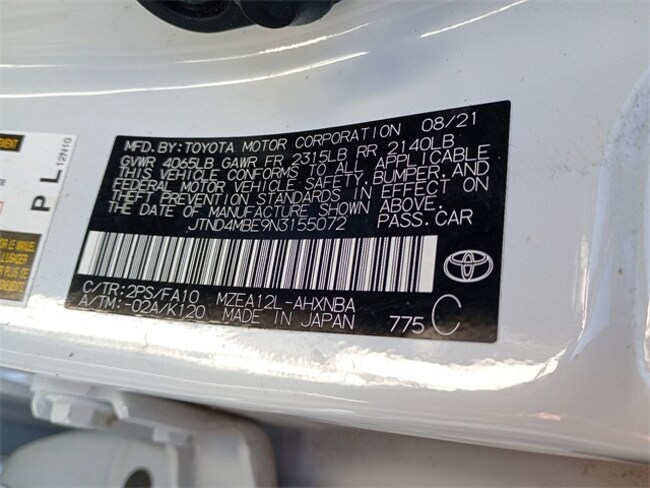 MFD. BY: TOYOTA MOTOR CORPORATION 08/21
GVWR 4065LB GAWR FR 2315LB RR 2140LB
THIS VEHICLE CONFORMS TO ALL APPLICABLE
FEDERAL MOTOR VEHICLE SAFETY, BUMPER, AND
THEFT PREVENTION STANDARDS IN EFFECT ON
THE DATE OF MANUFACTURE SHOWN ABOVE.
JTND4MBE9N3155072 PASS. CAR
C/TR: 2PS/FA10 MZEA12L-AHXNBA
A/TM: -02A/K120 MADE IN JAPAN 775 C
P L 12N10